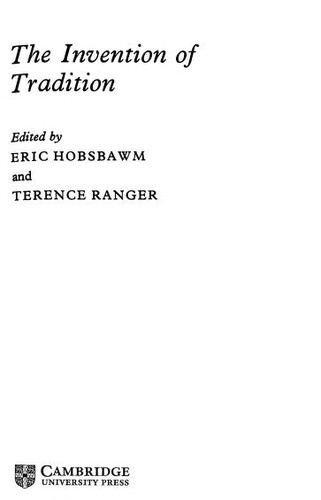 The Invention of
Tradition
Edited by
ERIC HOBSBAWM
and
TERENCE RANGER
CAMBRIDGE
UNIVERSITY PRESS